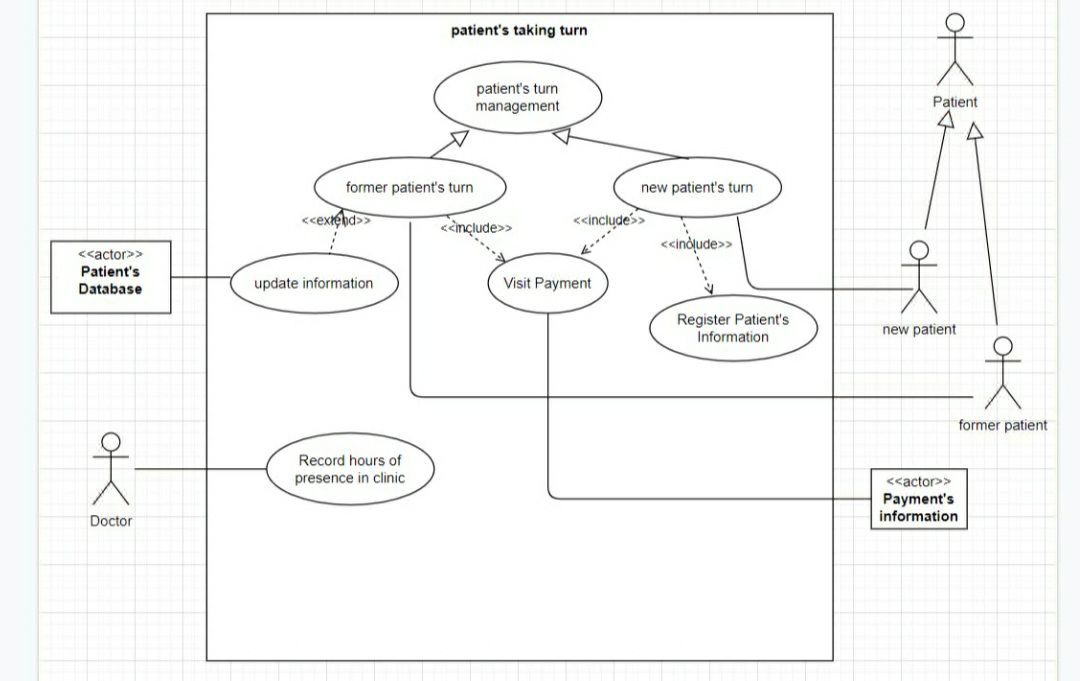 patient's taking turn
patient's turn
management
Patient
former patient's turn
new patient's turn
<<extend>>
<<include>>
<<include>>
<<include>>
<<actor>>
Patient's
Database
update information
Visit Payment
Register Patient's
Information
new patient
former patient
Record hours of
presence in clinic
Doctor
<<actor>>
Payment's
information